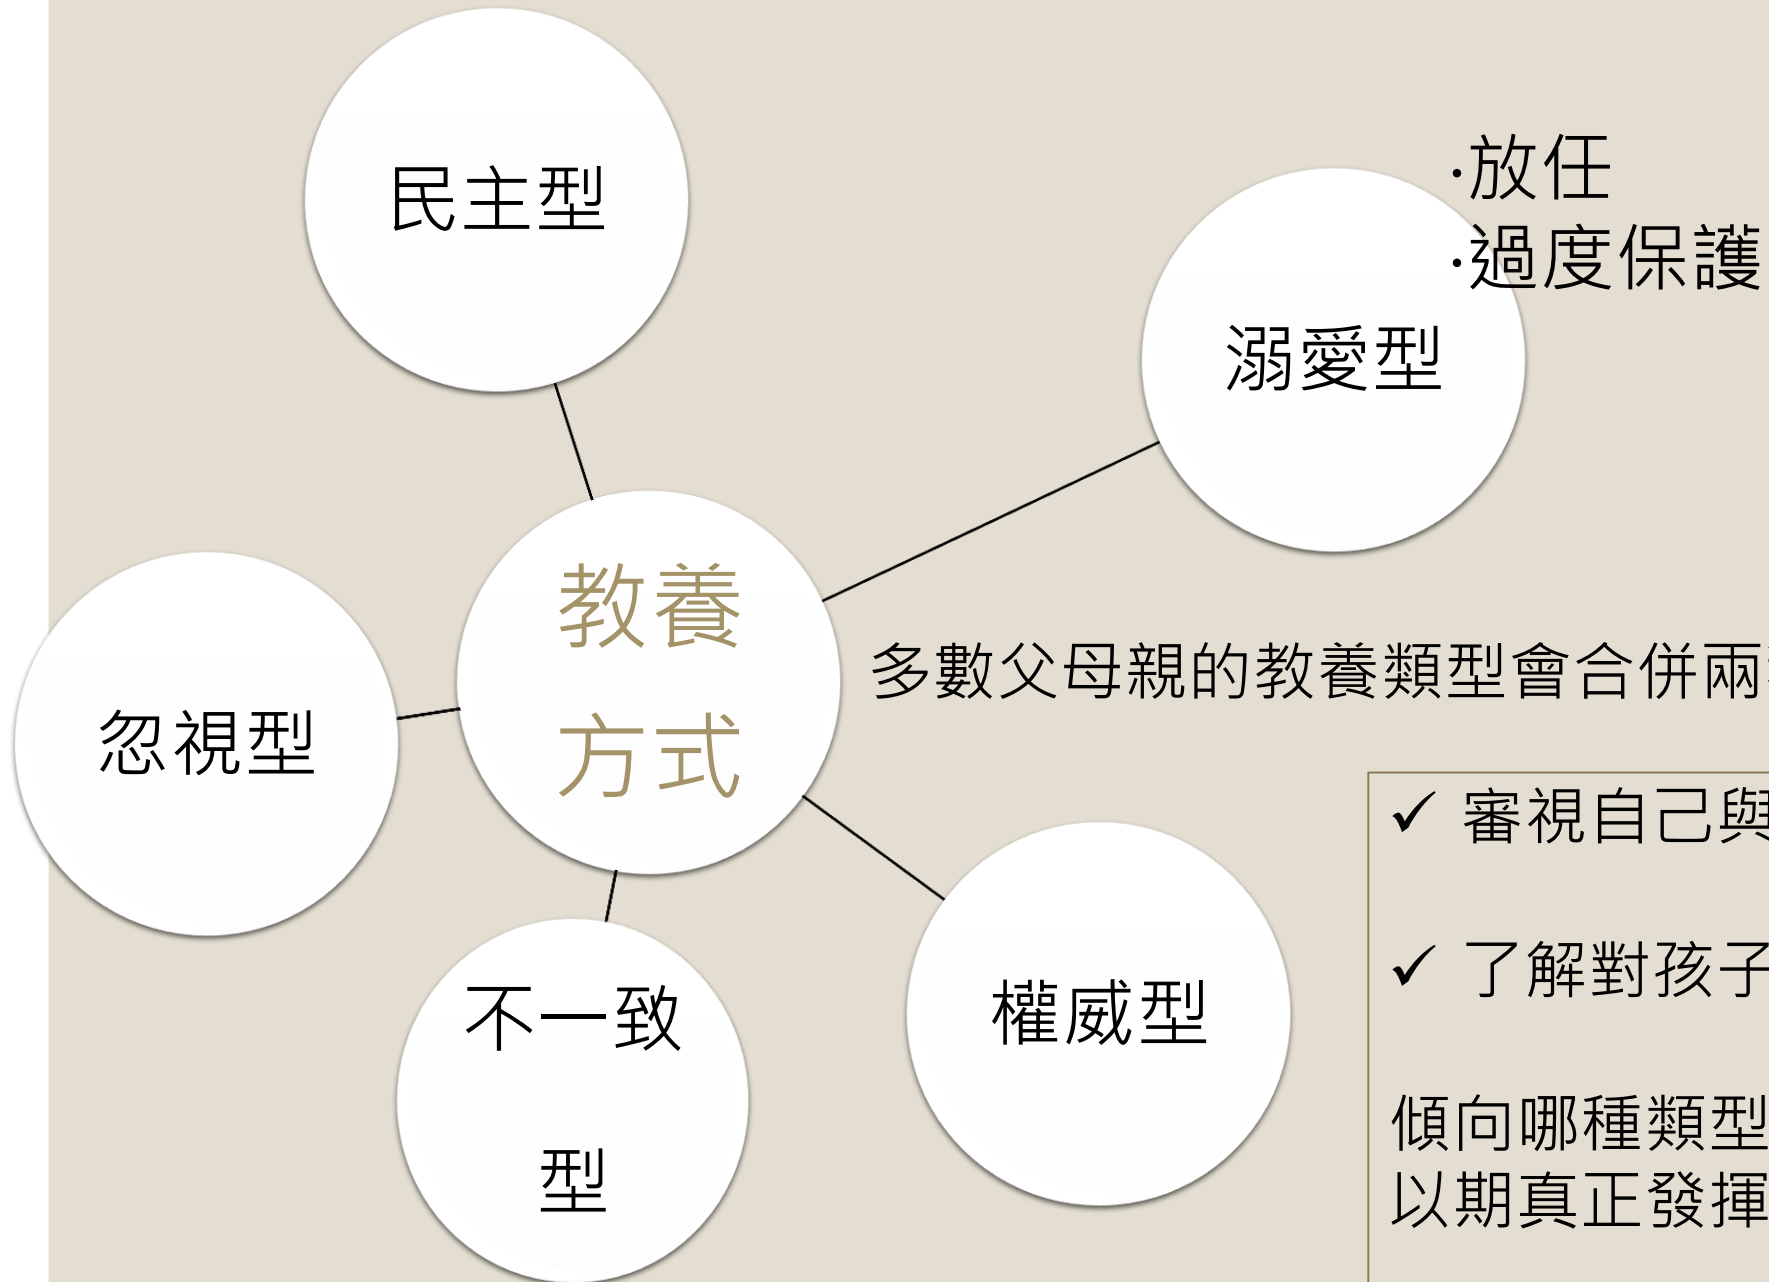 民主型
·放任
·過度保護
溺愛型
教養
方式
多數父母親的教養類型會合併兩
忽視型
✓ 審視自己與
不一致
型
權威型
✓ 了解對孩子
傾向哪種類型
以期真正發揮